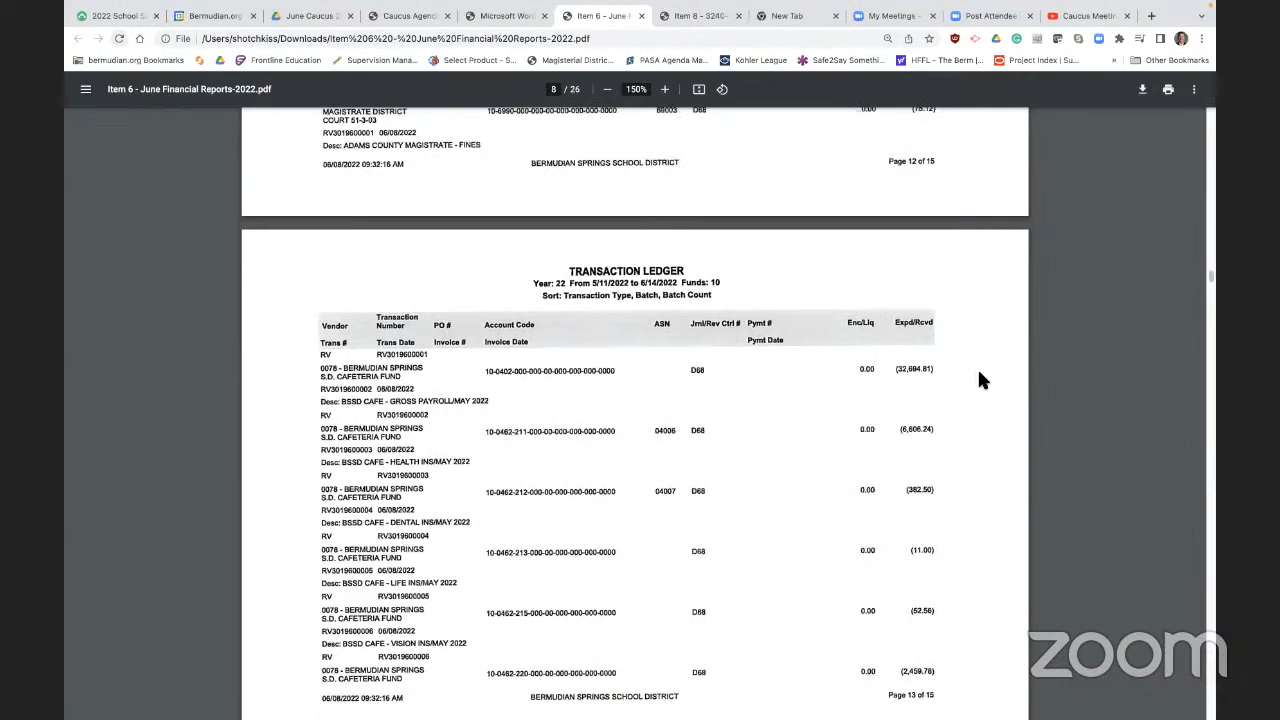 2022 School S
Bermudian.org
June Caucus 2
Caucus Agend
Microsoft Wor
Item 6 - June F
Item 8 - 3240-
New Tab
My Meetings -
Post Attendee
Caucus Meetin
File /Users/shotchkiss/Downloads/Item%206%20-%20June%20Financial%20Reports-2022.pdf
bermudian.org Bookmarks
Frontline Education
Supervision Mana...
Select Product - S...
Magisterial Distric...
PASA Agenda Ma...
Kohler League
Safe2Say Somethi...
HFFL - The Berm |...
Project Index | Su...
»
Other Bookmarks
Item 6 - June Financial Reports-2022.pdf
8 / 26
150%
MAGISTRATE DISTRICT 10-6990-000-00-00-000-000-000-0000 89003 D68 0.00 (75.12)
COURT 51-3-03
RV3019600001 06/08/2022
Desc: ADAMS COUNTY MAGISTRATE - FINES
06/08/2022 09:32:16 AM BERMUDIAN SPRINGS SCHOOL DISTRICT Page 12 of 15
TRANSACTION LEDGER
Year: 22 From 5/11/2022 to 6/14/2022 Funds: 10
Sort: Transaction Type, Batch, Batch Count
Transaction
Vendor Number PO # Account Code ASN Jrnl/Rev Ctrl # Pymt # Enc/Liq Expd/Rcvd
Trans # Trans Date Invoice # Invoice Date Pymt Date
RV RV3019600001
0078 - BERMUDIAN SPRINGS 10-0402-000-000-00-000-000-000-0000 D68 0.00 (32,694.81)
S.D. CAFETERIA FUND
RV3019600002 06/08/2022
Desc: BSSD CAFE - GROSS PAYROLL/MAY 2022
RV RV3019600002
0078 - BERMUDIAN SPRINGS 10-0462-211-000-00-000-000-000-0000 04006 D68 0.00 (6,606.24)
S.D. CAFETERIA FUND
RV3019600003 06/08/2022
Desc: BSSD CAFE - HEALTH INS/MAY 2022
RV RV3019600003
0078 - BERMUDIAN SPRINGS 10-0462-212-000-00-000-000-000-0000 04007 D68 0.00 (382.50)
S.D. CAFETERIA FUND
RV3019600004 06/08/2022
Desc: BSSD CAFE - DENTAL INS/MAY 2022
RV RV3019600004
0078 - BERMUDIAN SPRINGS 10-0462-213-000-00-000-000-000-0000 D68 0.00 (11.00)
S.D. CAFETERIA FUND
RV3019600005 06/08/2022
Desc: BSSD CAFE - LIFE INS/MAY 2022
RV RV3019600005
0078 - BERMUDIAN SPRINGS 10-0462-215-000-00-000-000-000-0000 D68 0.00 (52.56)
S.D. CAFETERIA FUND
RV3019600006 06/08/2022
Desc: BSSD CAFE - VISION INS/MAY 2022
RV RV3019600006
0078 - BERMUDIAN SPRINGS 10-0462-220-000-00-000-000-000-0000 D68 0.00 (2,459.78)
S.D. CAFETERIA FUND
06/08/2022 09:32:16 AM BERMUDIAN SPRINGS SCHOOL DISTRICT Page 13 of 15
zoom